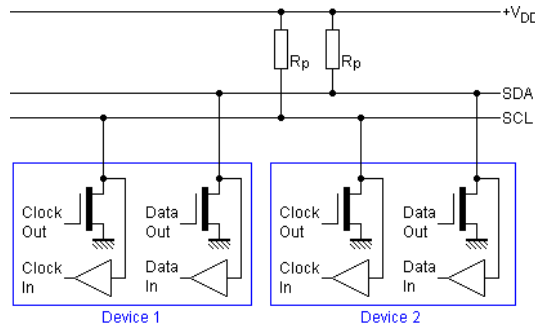 +VDD
Rp Rp
SDA
SCL
Clock Out
Data Out
Clock Out
Data Out
Clock In
Data In
Clock In
Data In
Device 1
Device 2